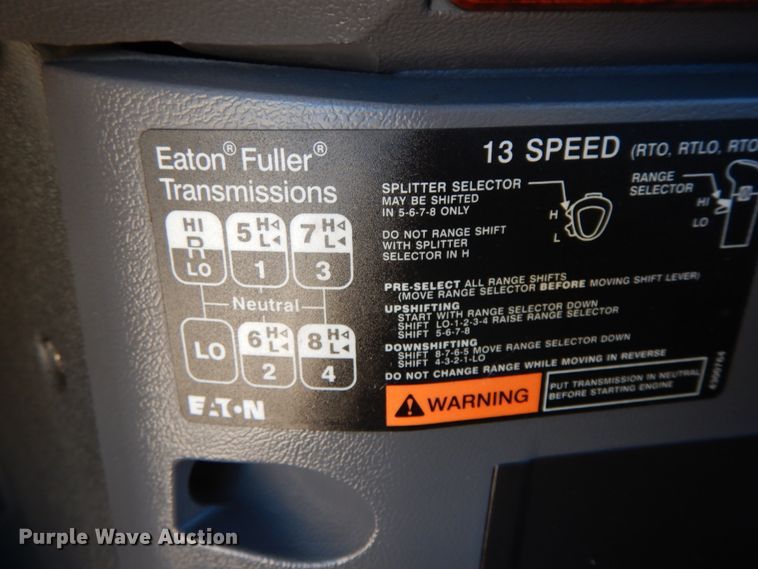 Eaton® Fuller®
Transmissions
HI
R
LO
5 H◁
L◀
1
7 H◁
L◀
3
Neutral
LO
6 H◁
L◀
2
8 H◁
L◀
4
EATON
13 SPEED (RTO, RTLO, RTO
SPLITTER SELECTOR
MAY BE SHIFTED
IN 5-6-7-8 ONLY
DO NOT RANGE SHIFT
WITH SPLITTER
SELECTOR IN H
H
L
RANGE
SELECTOR
HI
LO
PRE-SELECT ALL RANGE SHIFTS
(MOVE RANGE SELECTOR BEFORE MOVING SHIFT LEVER)
UPSHIFTING
START WITH RANGE SELECTOR DOWN
SHIFT LO-1-2-3-4 RAISE RANGE SELECTOR
SHIFT 5-6-7-8
DOWNSHIFTING
SHIFT 8-7-6-5 MOVE RANGE SELECTOR DOWN
SHIFT 4-3-2-1-LO
DO NOT CHANGE RANGE WHILE MOVING IN REVERSE
WARNING
PUT TRANSMISSION IN NEUTRAL
BEFORE STARTING ENGINE
Purple Wave Auction